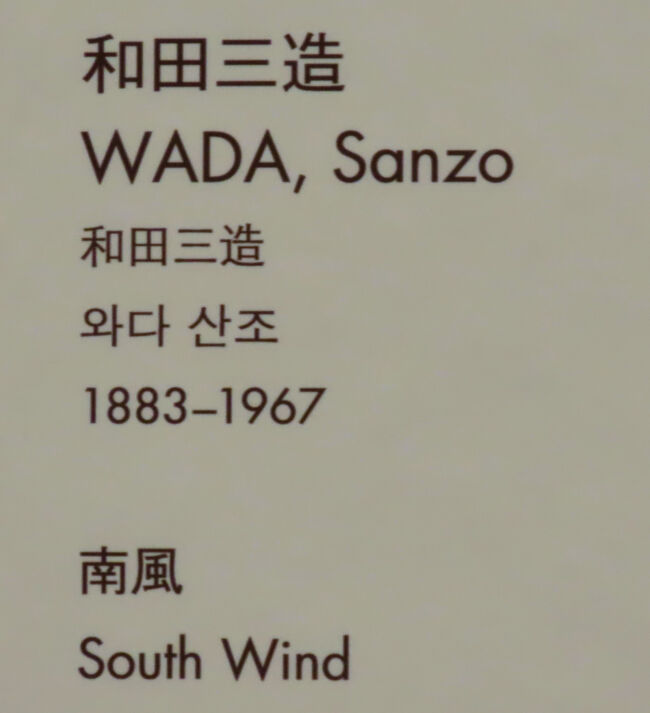 和田三造
WADA, Sanzo
和田三造
와다 산조
1883–1967
南風
South Wind